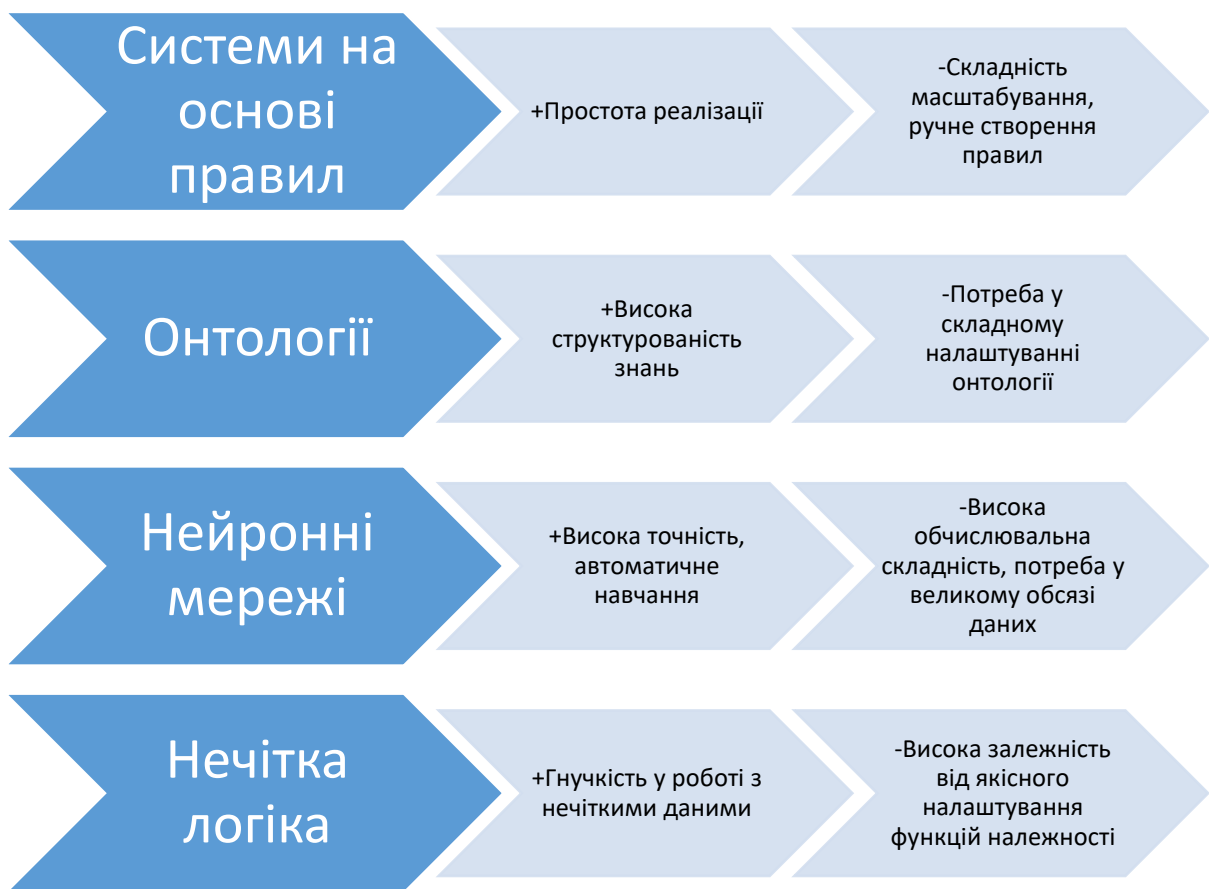 Системи на
основі
правил
+Простота реалізації
-Складність
масштабування,
ручне створення
правил
Онтології
+Висока
структурованість
знань
-Потреба у
складному
налаштуванні
онтології
Нейронні
мережі
+Висока точність,
автоматичне
навчання
-Висока
обчислювальна
складність, потреба у
великому обсязі
даних
Нечітка
логіка
+Гнучкість у роботі з
нечіткими даними
-Висока залежність
від якісного
налаштування
функцій належності